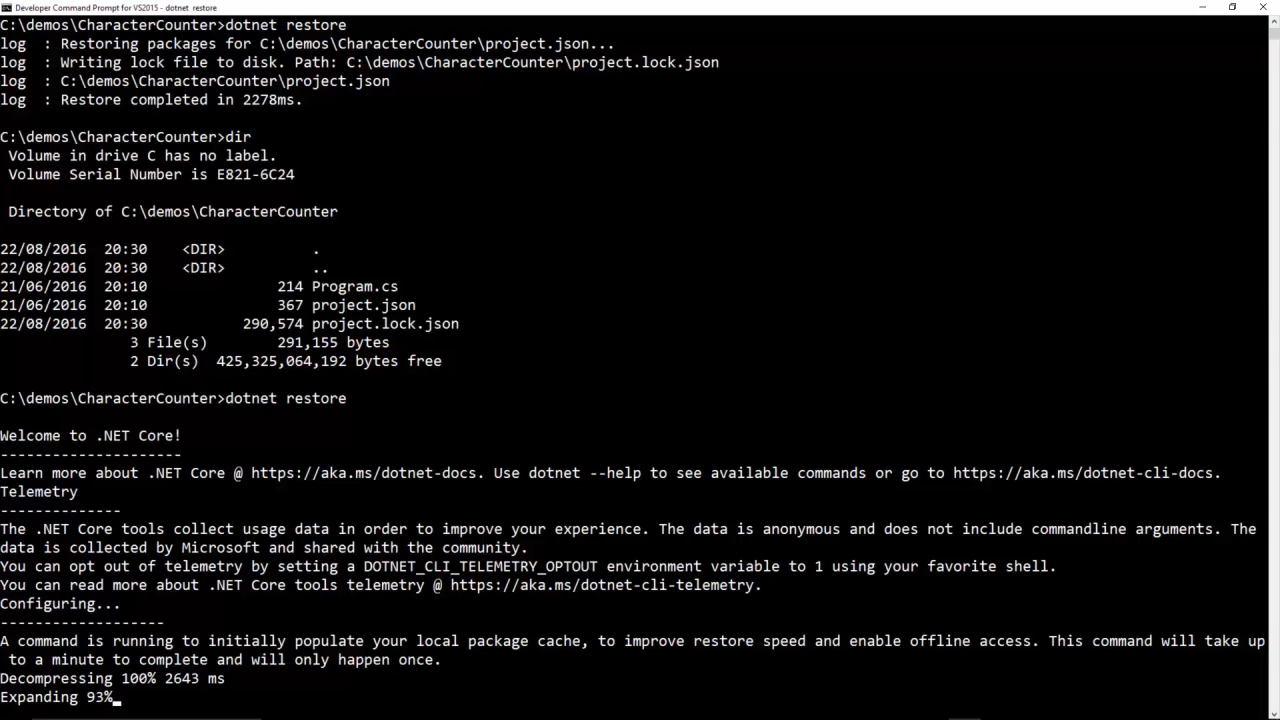 Developer Command Prompt for VS2015 - dotnet restore
C:\demos\CharacterCounter>dotnet restore
log  : Restoring packages for C:\demos\CharacterCounter\project.json...
log  : Writing lock file to disk. Path: C:\demos\CharacterCounter\project.lock.json
log  : C:\demos\CharacterCounter\project.json
log  : Restore completed in 2278ms.
C:\demos\CharacterCounter>dir
Volume in drive C has no label.
Volume Serial Number is E821-6C24
Directory of C:\demos\CharacterCounter
22/08/2016  20:30    <DIR>          .
22/08/2016  20:30    <DIR>          ..
21/06/2016  20:10               214 Program.cs
21/06/2016  20:10               367 project.json
22/08/2016  20:30           290,574 project.lock.json
3 File(s)        291,155 bytes
2 Dir(s)  425,325,064,192 bytes free
C:\demos\CharacterCounter>dotnet restore
Welcome to .NET Core!
---------------------
Learn more about .NET Core @ https://aka.ms/dotnet-docs. Use dotnet --help to see available commands or go to https://aka.ms/dotnet-cli-docs.
Telemetry
--------------
The .NET Core tools collect usage data in order to improve your experience. The data is anonymous and does not include commandline arguments. The
data is collected by Microsoft and shared with the community.
You can opt out of telemetry by setting a DOTNET_CLI_TELEMETRY_OPTOUT environment variable to 1 using your favorite shell.
You can read more about .NET Core tools telemetry @ https://aka.ms/dotnet-cli-telemetry.
Configuring...
-------------------
A command is running to initially populate your local package cache, to improve restore speed and enable offline access. This command will take up
to a minute to complete and will only happen once.
Decompressing 100% 2643 ms
Expanding 93%